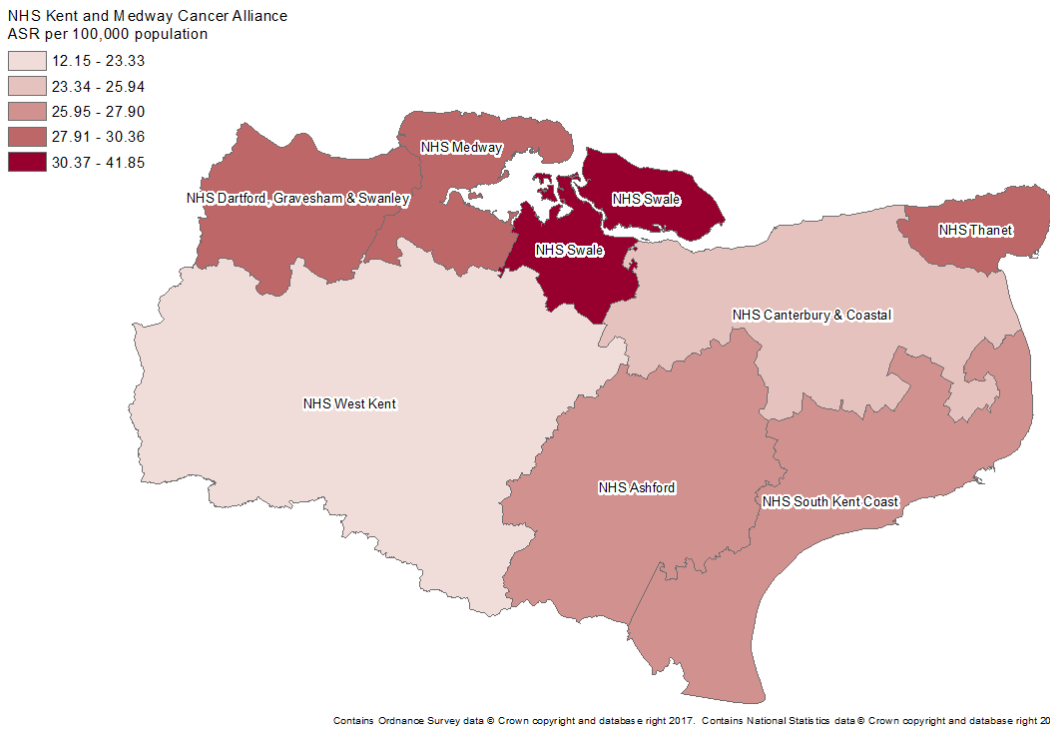 NHS Kent and Medway Cancer Alliance
ASR per 100,000 population
12.15 - 23.33
23.34 - 25.94
25.95 - 27.90
27.91 - 30.36
30.37 - 41.85
NHS Medway
NHS Dartford, Gravesham & Swanley
NHS Swale
NHS Thanet
NHS Swale
NHS Canterbury & Coastal
NHS West Kent
NHS Ashford
NHS South Kent Coast
Contains Ordnance Survey data © Crown copyright and database right 2017. Contains National Statistics data © Crown copyright and database right 20